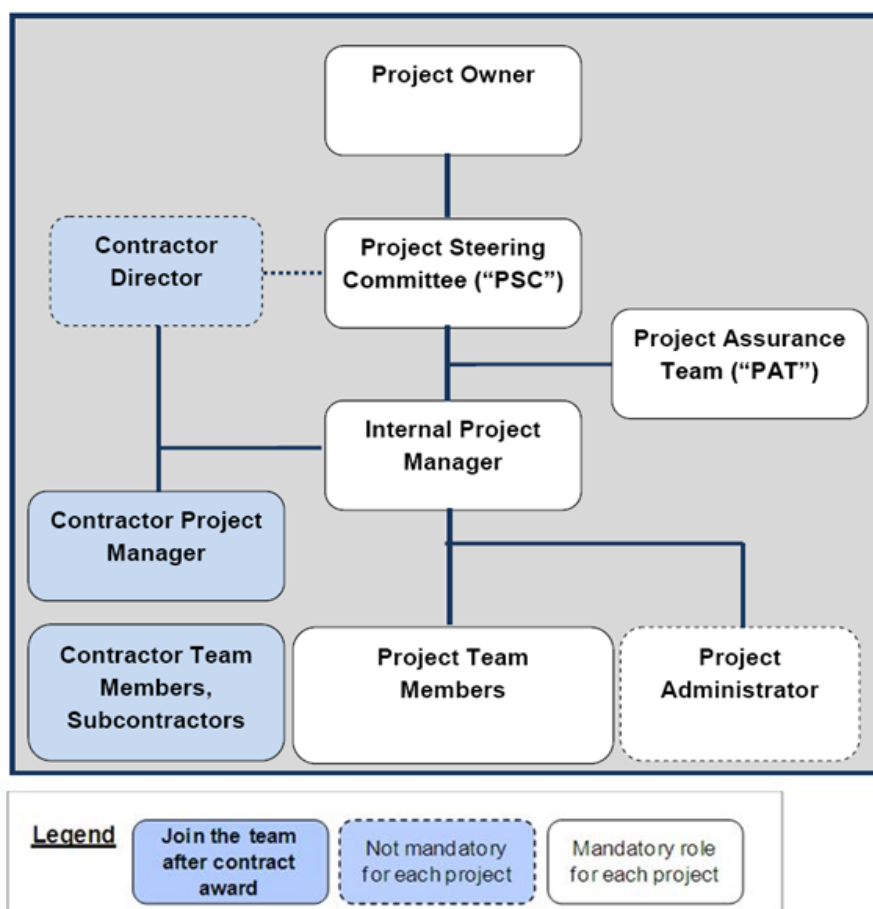 Project Owner
Contractor
Director
Project Steering
Committee (“PSC”)
Project Assurance
Team (“PAT”)
Internal Project
Manager
Contractor Project
Manager
Contractor Team
Members,
Subcontractors
Project Team
Members
Project
Administrator
Legend
Join the team
after contract
award
Not mandatory
for each project
Mandatory role
for each project